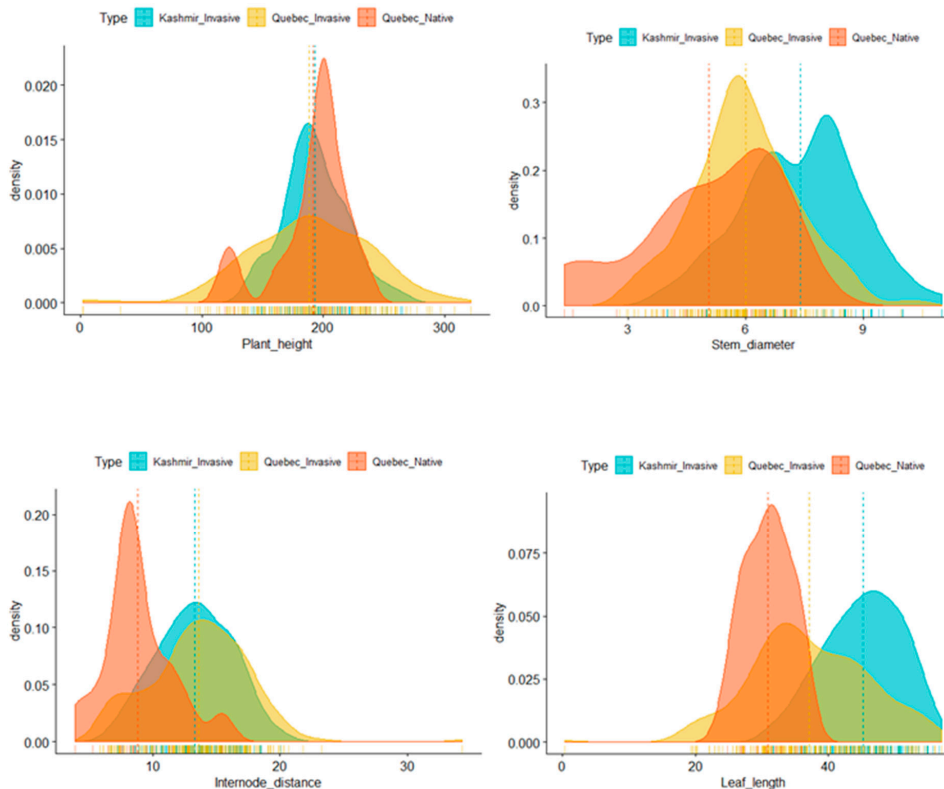 Type Kashmir_Invasive Quebec_Invasive Quebec_Native
0.020
0.015
0.010
0.005
0.000
density
0 100 200 300
Plant_height
Type Kashmir_Invasive Quebec_Invasive Quebec_Native
0.3
0.2
0.1
0.0
density
3 6 9
Stem_diameter
Type Kashmir_Invasive Quebec_Invasive Quebec_Native
0.20
0.15
0.10
0.05
0.00
density
10 20 30
Internode_distance
Type Kashmir_Invasive Quebec_Invasive Quebec_Native
0.075
0.050
0.025
0.000
density
0 20 40
Leaf_length